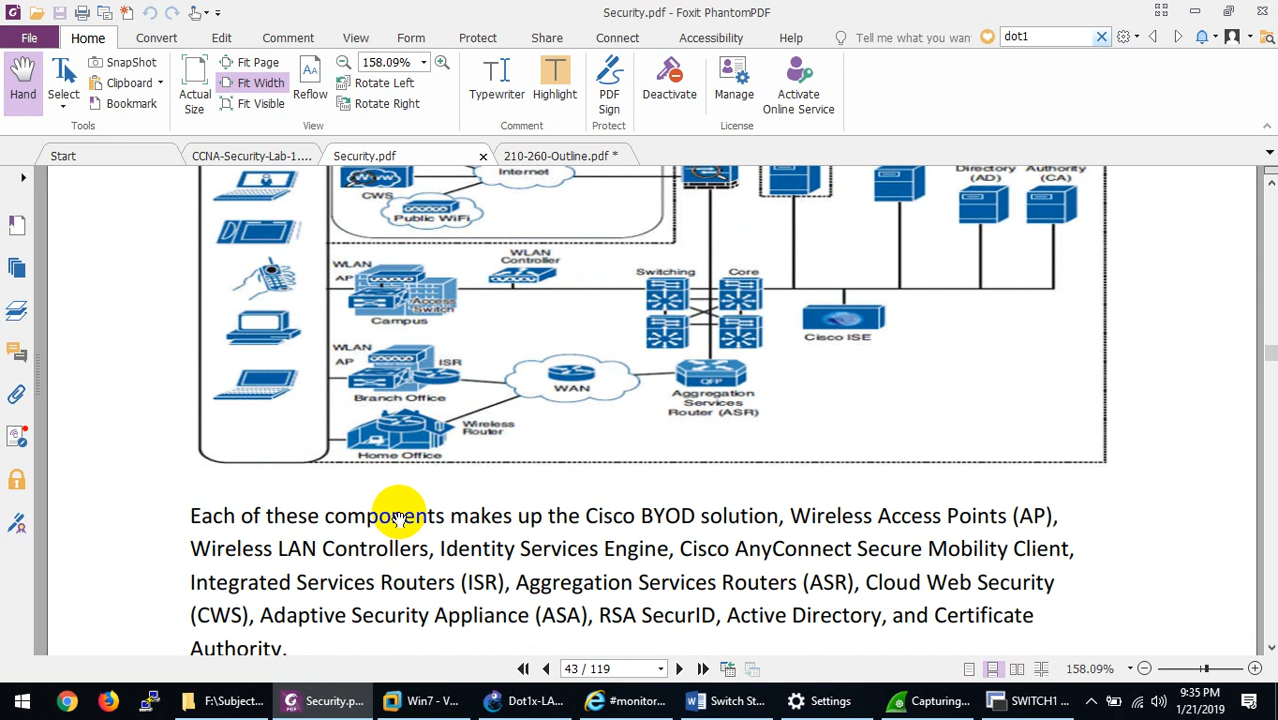 Security.pdf - Foxit PhantomPDF
File Home Convert Edit Comment View Form Protect Share Connect Accessibility Help Tell me what you want dot1
SnapShot Fit Page 158.09%
Clipboard Fit Width Rotate Left
Hand Select Bookmark Actual Size Fit Visible Reflow Rotate Right Typewriter Highlight PDF Sign Deactivate Manage Activate Online Service
Tools View Comment Protect License
Start CCNA-Security-Lab-1.... Security.pdf 210-260-Outline.pdf *
Internet
Directory (AD)
Authority (CA)
www
CWS
Public WiFi
WLAN Controller
WLAN AP
Access Switch
Campus
Switching Core
Cisco ISE
WLAN AP
ISR
Branch Office
WAN
QFP
Aggregation Services Router (ASR)
Wireless Router
Home Office
Each of these components makes up the Cisco BYOD solution, Wireless Access Points (AP),
Wireless LAN Controllers, Identity Services Engine, Cisco AnyConnect Secure Mobility Client,
Integrated Services Routers (ISR), Aggregation Services Routers (ASR), Cloud Web Security
(CWS), Adaptive Security Appliance (ASA), RSA SecurID, Active Directory, and Certificate
Authority.
43 / 119 158.09%
F:\Subject... Security.p... Win7 - V... Dot1x-LA... #monitor... Switch St... Settings Capturing... SWITCH1 ... 9:35 PM
1/21/2019